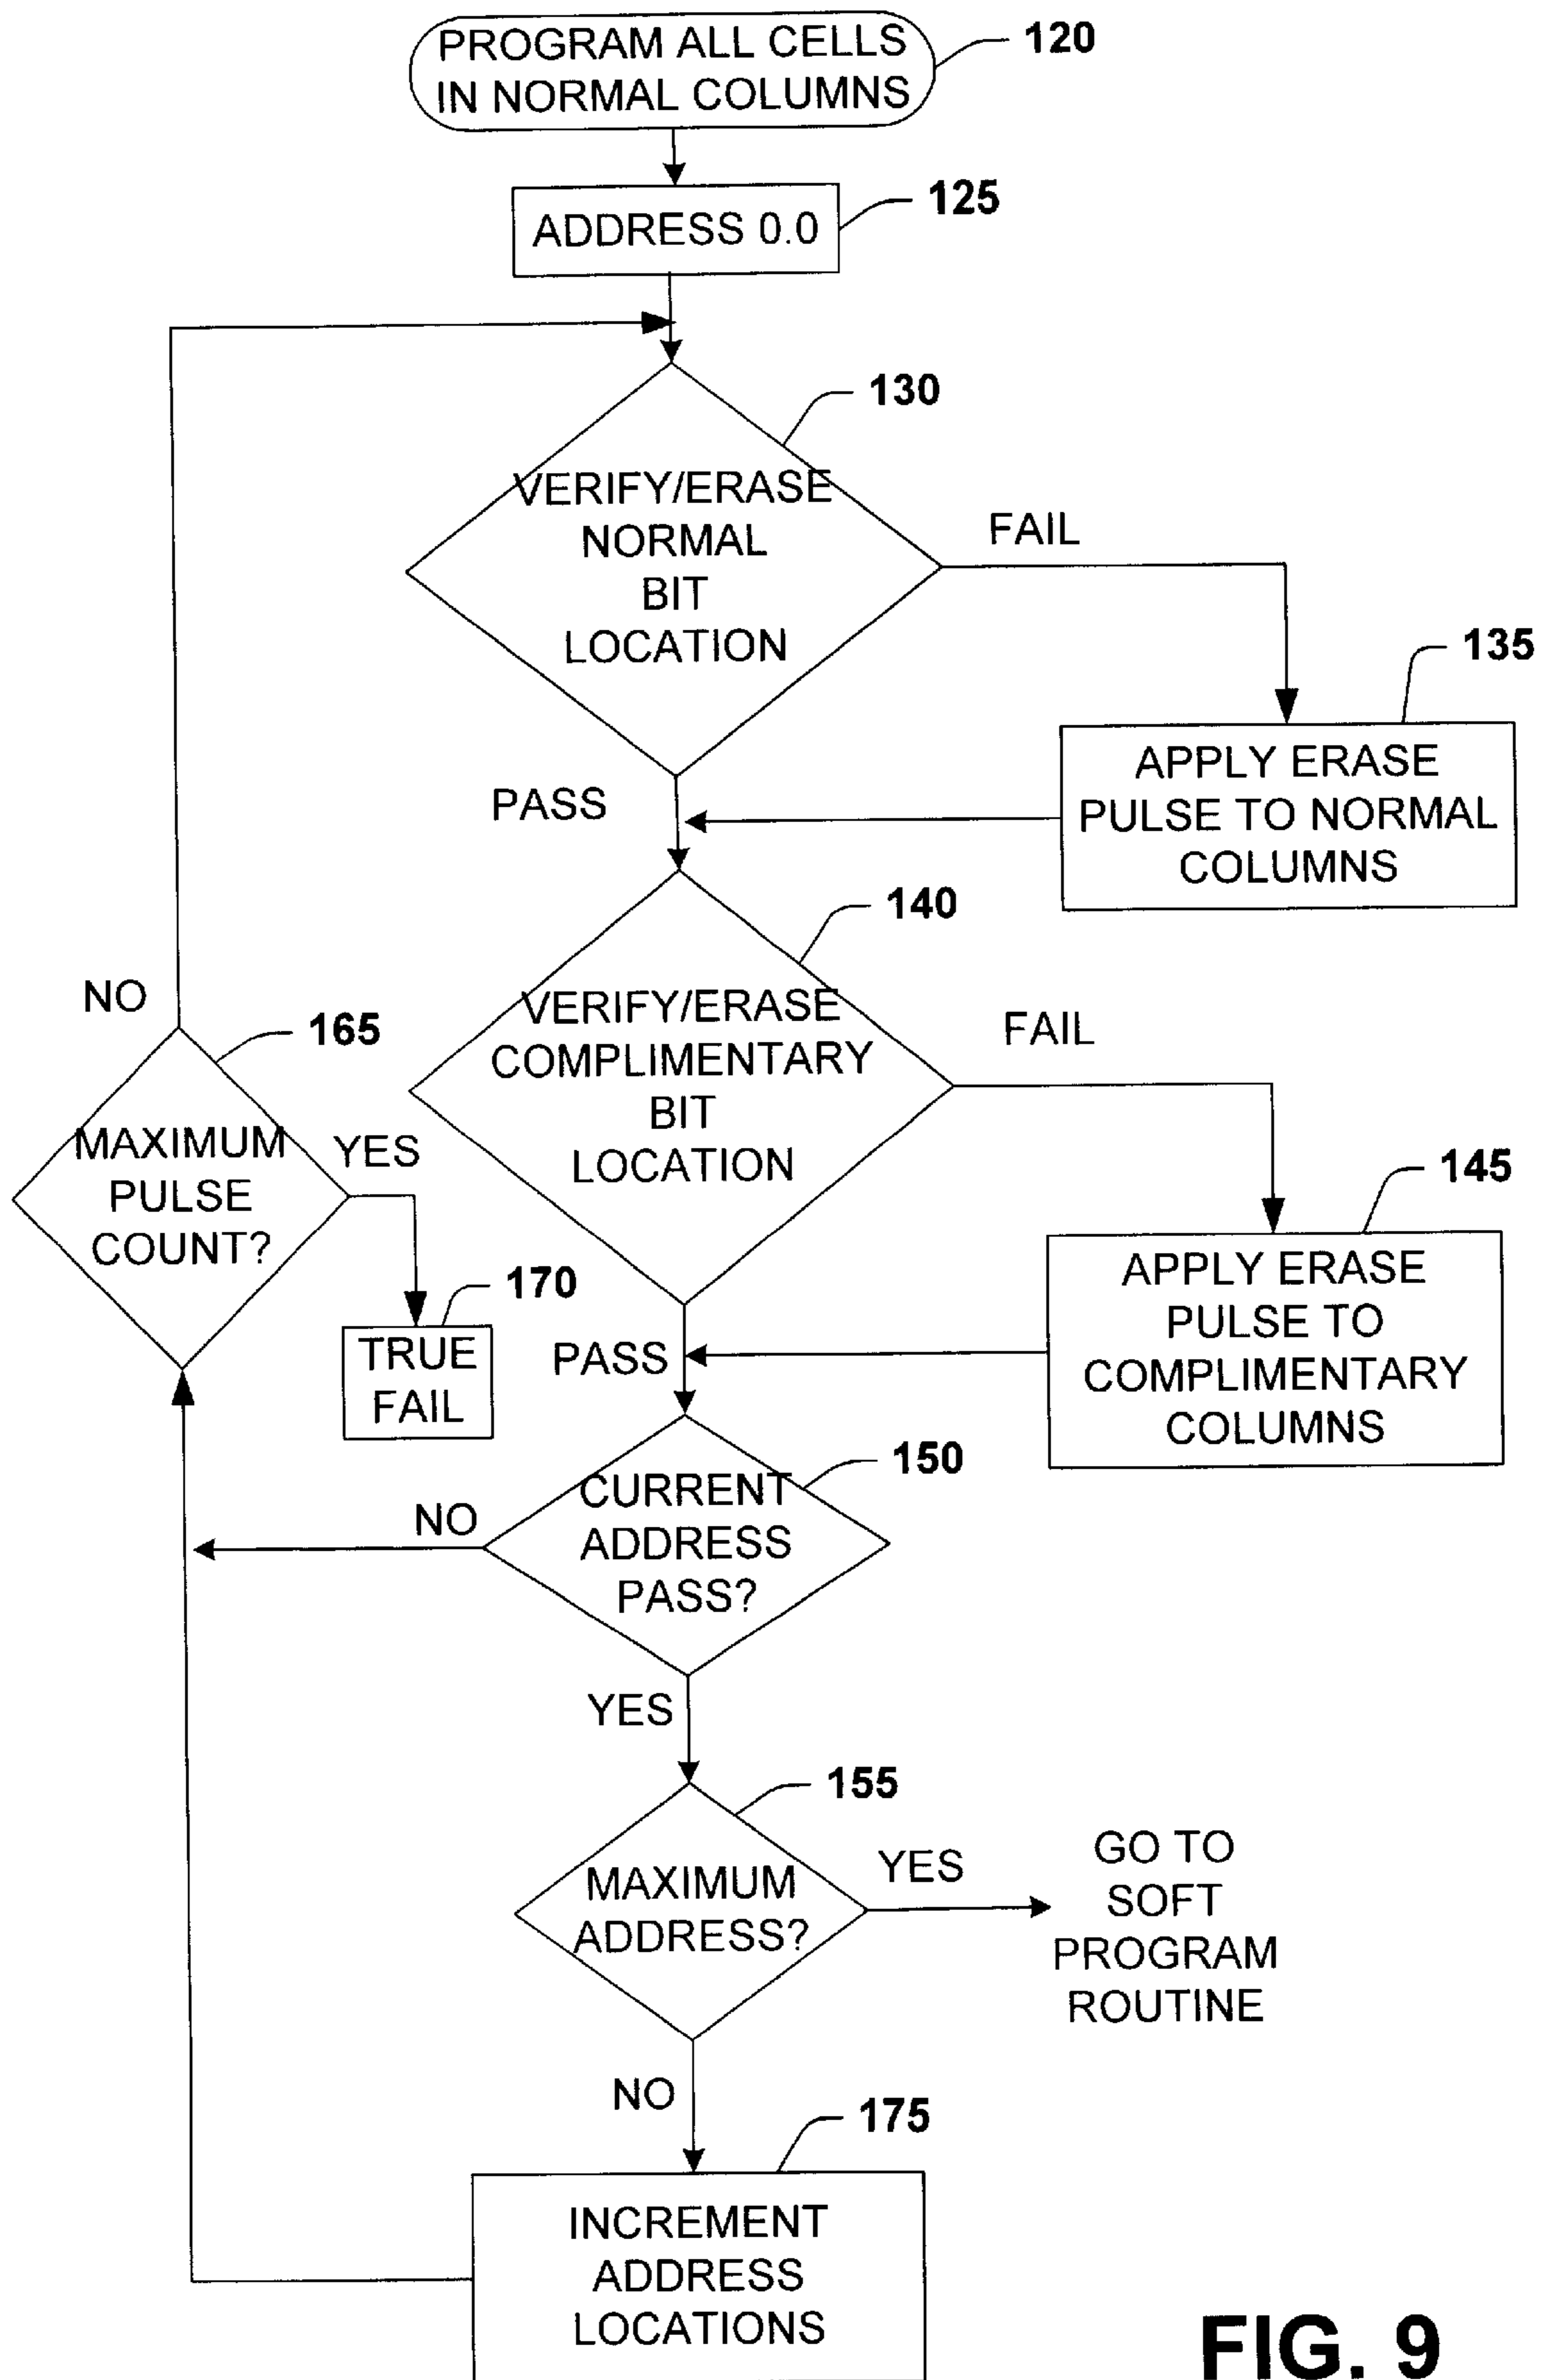 PROGRAM ALL CELLS
IN NORMAL COLUMNS
120
ADDRESS 0.0
125
130
VERIFY/ERASE
NORMAL
BIT
LOCATION
FAIL
135
APPLY ERASE
PULSE TO NORMAL
COLUMNS
PASS
140
VERIFY/ERASE
COMPLIMENTARY
BIT
LOCATION
FAIL
145
APPLY ERASE
PULSE TO
COMPLIMENTARY
COLUMNS
NO
165
MAXIMUM
PULSE
COUNT?
YES
170
TRUE
FAIL
PASS
150
CURRENT
ADDRESS
PASS?
NO
YES
155
MAXIMUM
ADDRESS?
YES
GO TO
SOFT
PROGRAM
ROUTINE
NO
175
INCREMENT
ADDRESS
LOCATIONS
FIG. 9